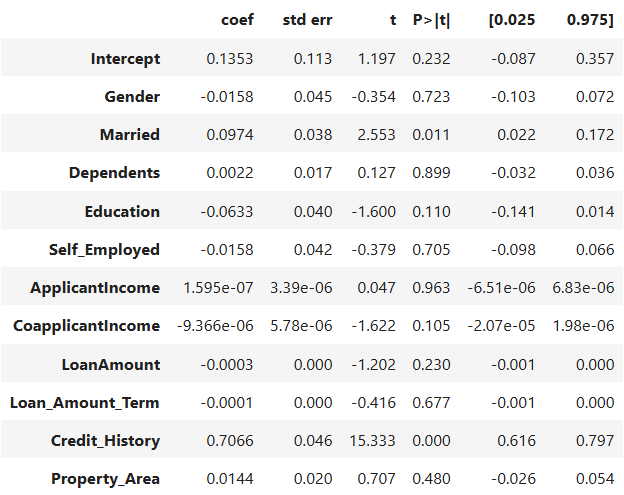 coef std err t P>|t| [0.025 0.975]
Intercept 0.1353 0.113 1.197 0.232 -0.087 0.357
Gender -0.0158 0.045 -0.354 0.723 -0.103 0.072
Married 0.0974 0.038 2.553 0.011 0.022 0.172
Dependents 0.0022 0.017 0.127 0.899 -0.032 0.036
Education -0.0633 0.040 -1.600 0.110 -0.141 0.014
Self_Employed -0.0158 0.042 -0.379 0.705 -0.098 0.066
ApplicantIncome 1.595e-07 3.39e-06 0.047 0.963 -6.51e-06 6.83e-06
CoapplicantIncome -9.366e-06 5.78e-06 -1.622 0.105 -2.07e-05 1.98e-06
LoanAmount -0.0003 0.000 -1.202 0.230 -0.001 0.000
Loan_Amount_Term -0.0001 0.000 -0.416 0.677 -0.001 0.000
Credit_History 0.7066 0.046 15.333 0.000 0.616 0.797
Property_Area 0.0144 0.020 0.707 0.480 -0.026 0.054